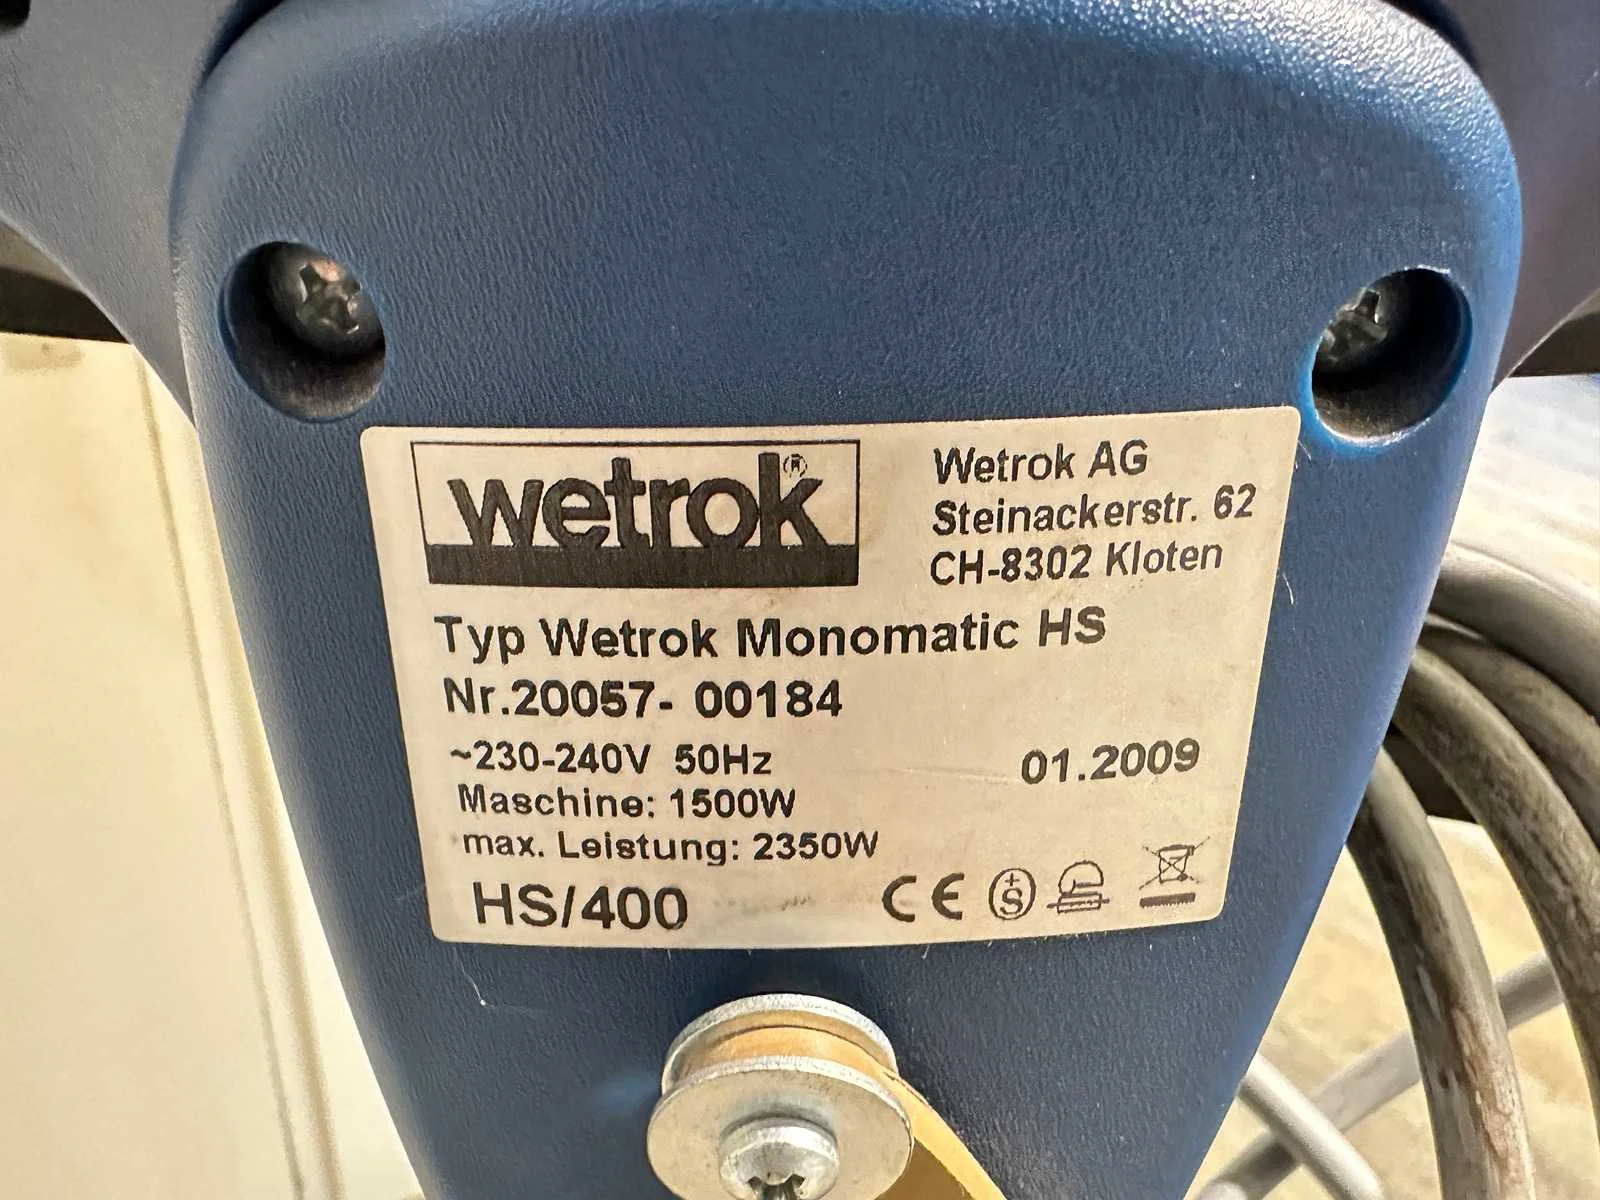 wetrok®
Wetrok AG
Steinackerstr. 62
CH-8302 Kloten
Typ Wetrok Monomatic HS
Nr.20057- 00184
~230-240V 50Hz
01.2009
Maschine: 1500W
max. Leistung: 2350W
HS/400
CE
+S